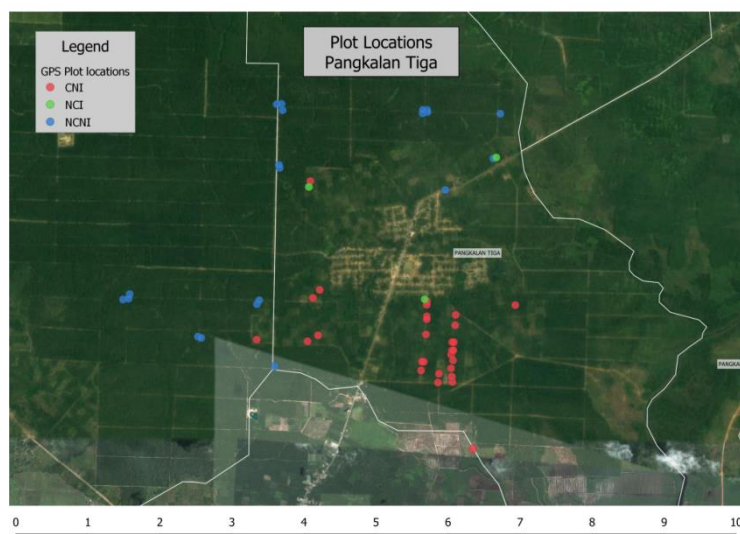 Legend
GPS Plot locations
CNI
NCI
NCNI
Plot Locations
Pangkalan Tiga
PANGKALAN TIGA
PANGKA
0 1 2 3 4 5 6 7 8 9 10